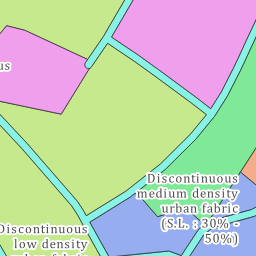 us
Discontinuous
medium density
urban fabric
(S.L. : 30% -
50%)
Discontinuous
low density